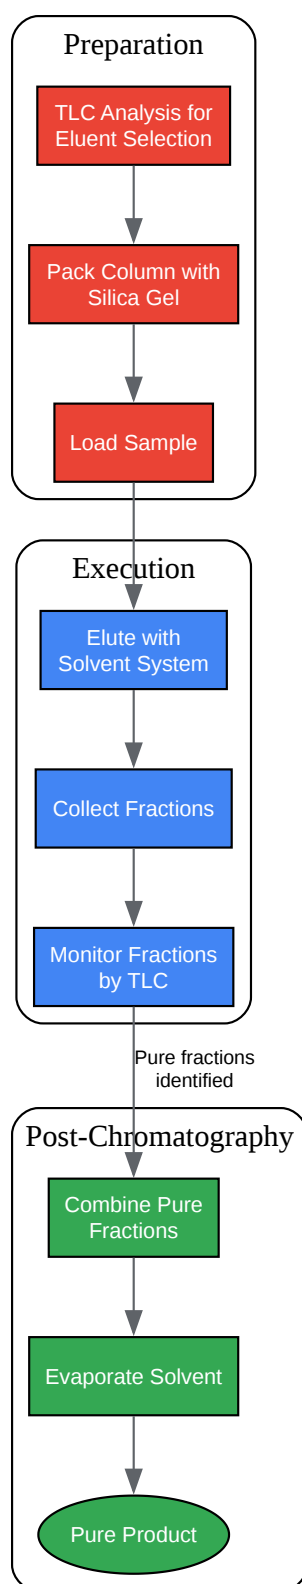 Preparation
TLC Analysis for
Eluent Selection
Pack Column with
Silica Gel
Load Sample
Execution
Elute with
Solvent System
Collect Fractions
Monitor Fractions
by TLC
Pure fractions
identified
Post-Chromatography
Combine Pure
Fractions
Evaporate Solvent
Pure Product